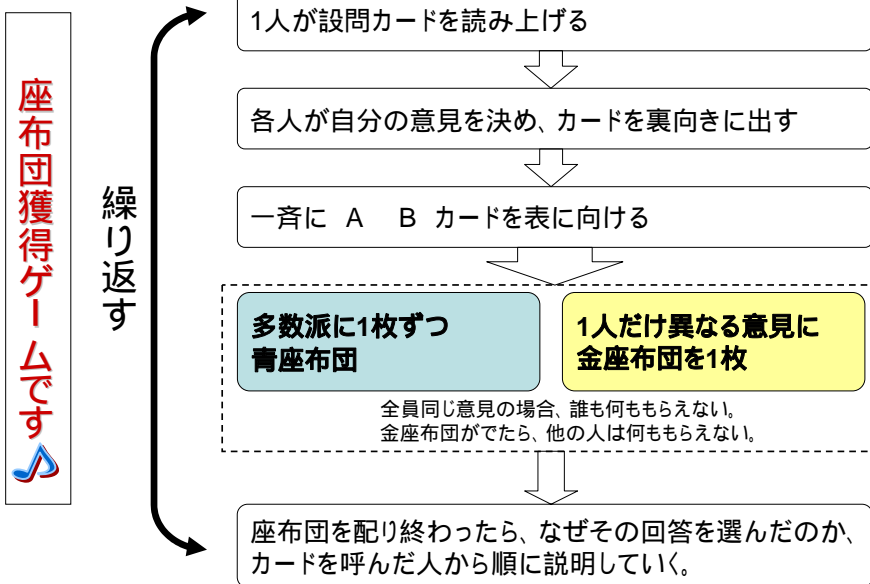 座布団獲得ゲームです
繰り返す
1人が設問カードを読み上げる
各人が自分の意見を決め、カードを裏向きに出す
一斉に A B カードを表に向ける
多数派に1枚ずつ
青座布団
1人だけ異なる意見に
金座布団を1枚
全員同じ意見の場合、誰も何ももらえない。
金座布団がでたら、他の人は何ももらえない。
座布団を配り終わったら、なぜその回答を選んだのか、
カードを呼んだ人から順に説明していく。